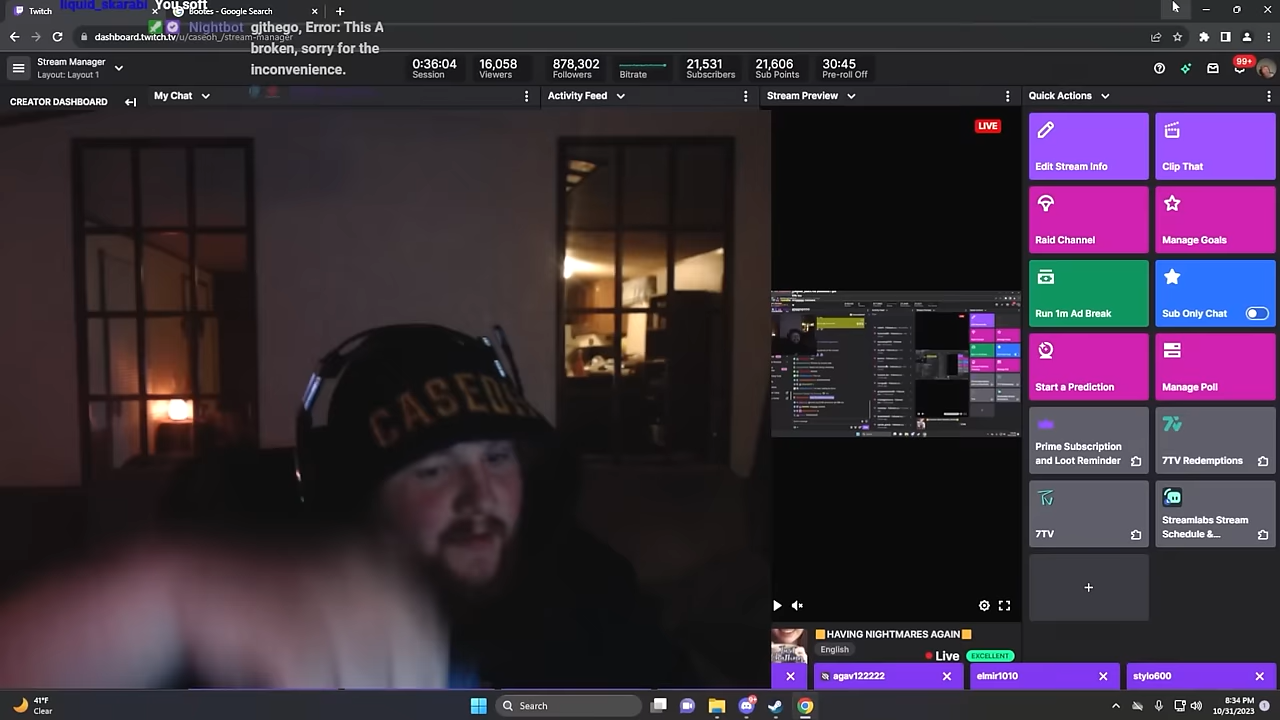 liquid_skarabi You soft
Twitch
Bootes - Google Search
Nightbot gjthego, Error: This A
broken, sorry for the
inconvenience.
dashboard.twitch.tv/u/caseoh_/stream-manager
Stream Manager
Layout: Layout 1
0:36:04
Session
16,058
Viewers
878,302
Followers
Bitrate
21,531
Subscribers
21,606
Sub Points
30:45
Pre-roll Off
99+
CREATOR DASHBOARD
My Chat
Activity Feed
Stream Preview
Quick Actions
LIVE
Edit Stream Info
Clip That
Raid Channel
Manage Goals
Run 1m Ad Break
Sub Only Chat
Start a Prediction
Manage Poll
Prime Subscription
and Loot Reminder
7TV Redemptions
7TV
Streamlabs Stream
Schedule &...
HAVING NIGHTMARES AGAIN
English
Live EXCELLENT
agav122222
elmir1010
stylo600
41°F
Clear
Search
8:34 PM
10/31/2023